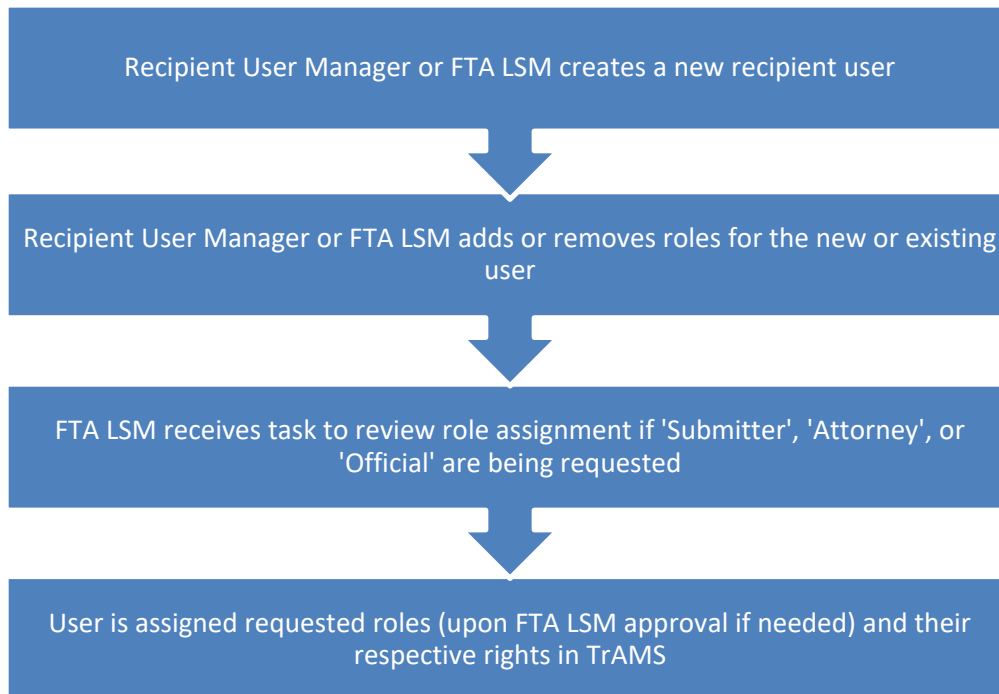 Recipient User Manager or FTA LSM creates a new recipient user
Recipient User Manager or FTA LSM adds or removes roles for the new or existing
user
FTA LSM receives task to review role assignment if 'Submitter', 'Attorney', or
'Official' are being requested
User is assigned requested roles (upon FTA LSM approval if needed) and their
respective rights in TrAMS